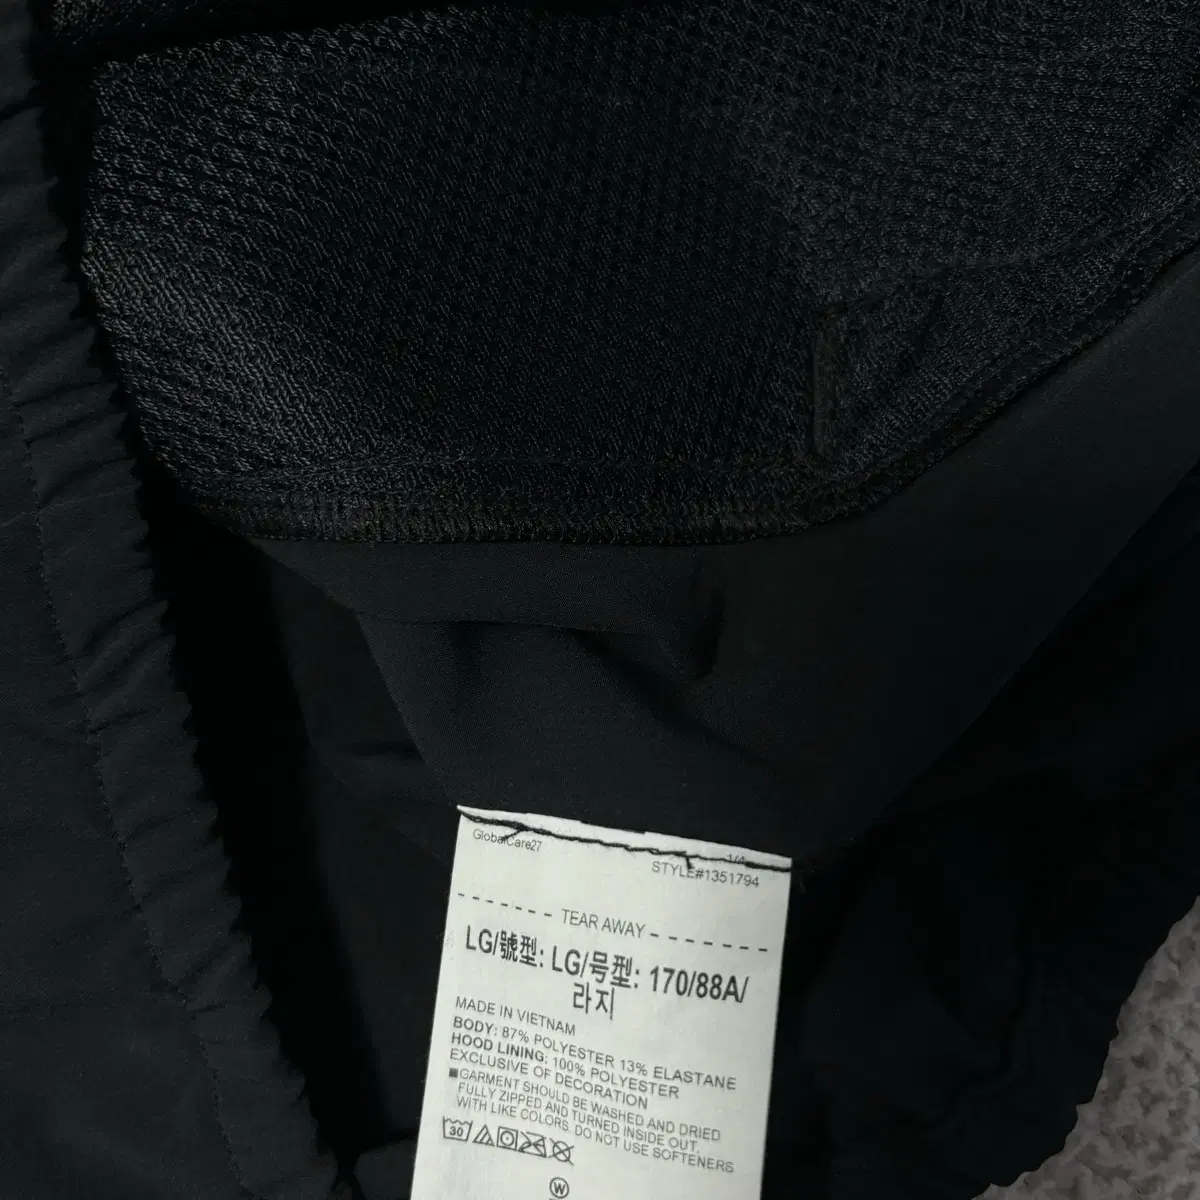 GlobalCare27
1/4
STYLE#1351794
TEAR AWAY
LG/號型: LG/号型: 170/88A/
라지
MADE IN VIETNAM
BODY: 87% POLYESTER 13% ELASTANE
HOOD LINING: 100% POLYESTER
EXCLUSIVE OF DECORATION
■GARMENT SHOULD BE WASHED AND DRIED
FULLY ZIPPED AND TURNED INSIDE OUT,
WITH LIKE COLORS. DO NOT USE SOFTENERS
30
W